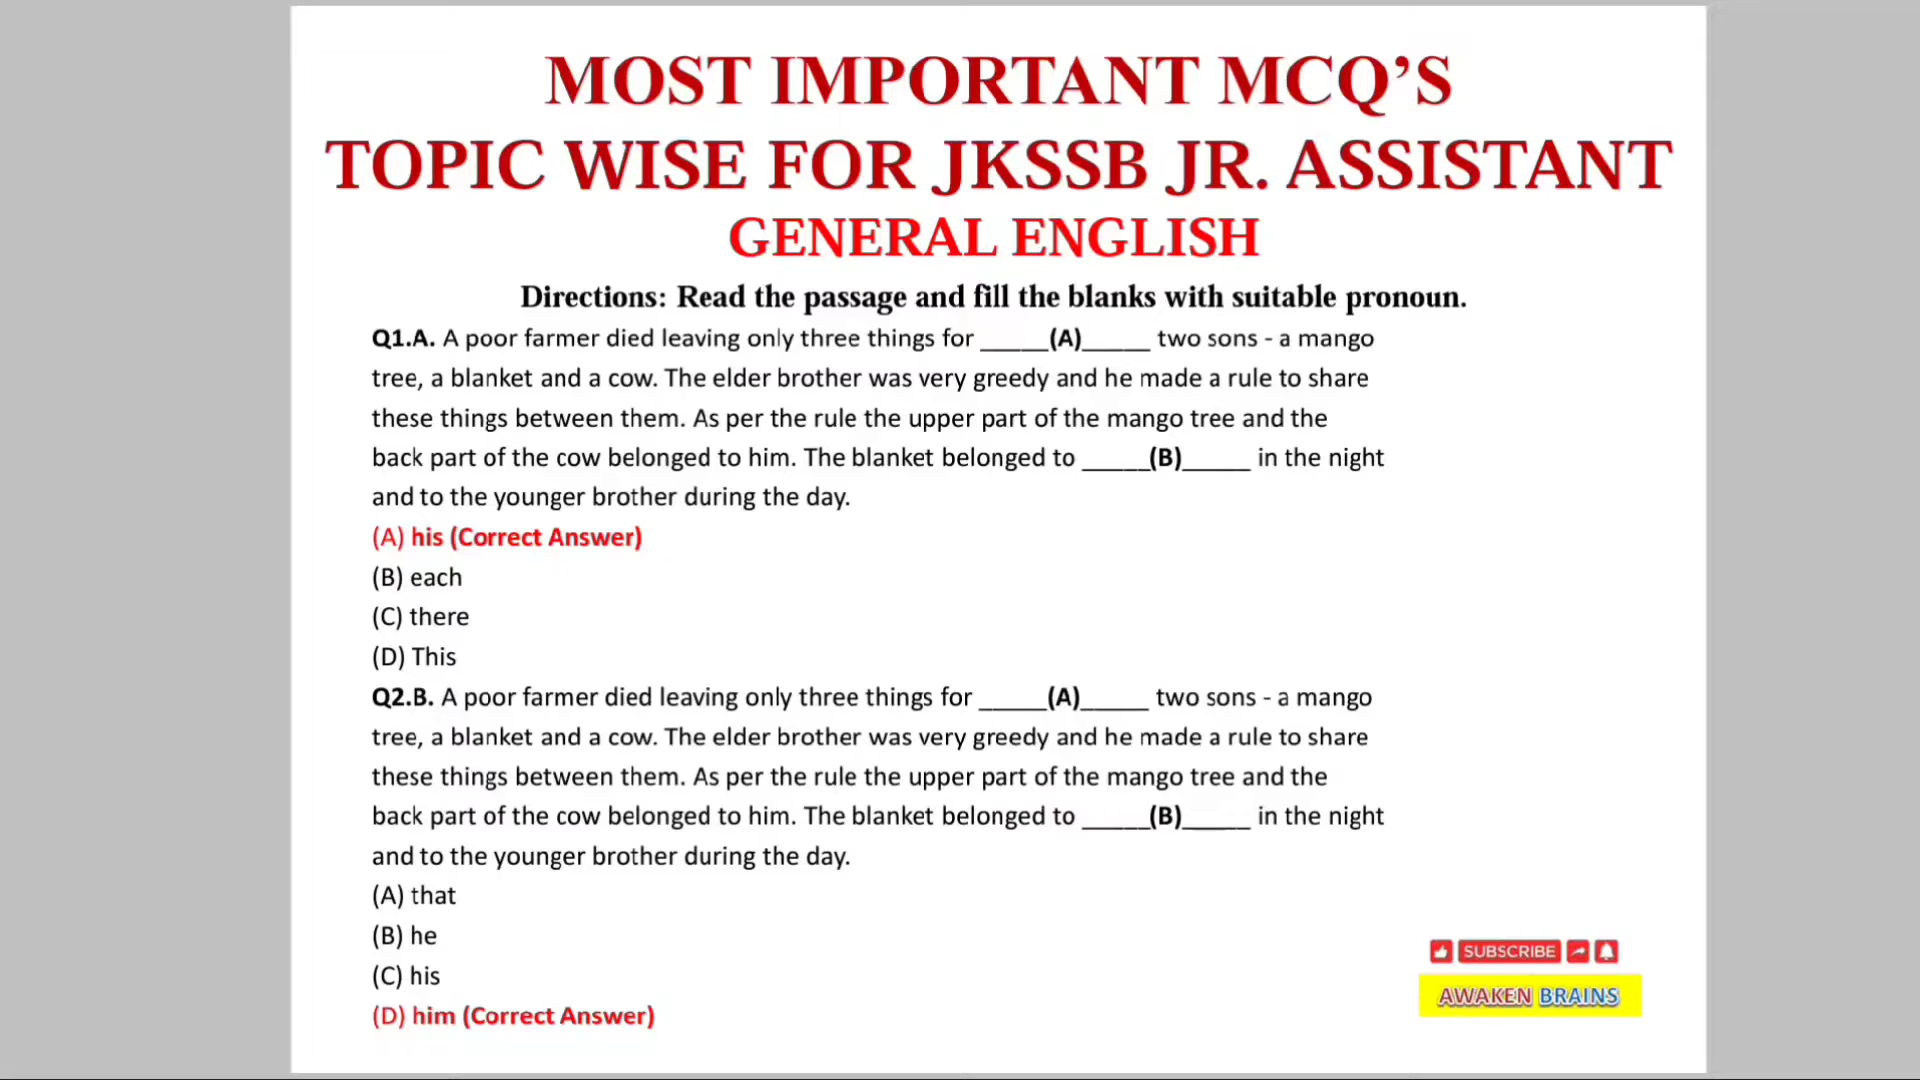 MOST IMPORTANT MCQ’S
TOPIC WISE FOR JKSSB JR. ASSISTANT
GENERAL ENGLISH
Directions: Read the passage and fill the blanks with suitable pronoun.
Q1.A. A poor farmer died leaving only three things for _____(A)_____ two sons - a mango
tree, a blanket and a cow. The elder brother was very greedy and he made a rule to share
these things between them. As per the rule the upper part of the mango tree and the
back part of the cow belonged to him. The blanket belonged to _____(B)_____ in the night
and to the younger brother during the day.
(A) his (Correct Answer)
(B) each
(C) there
(D) This
Q2.B. A poor farmer died leaving only three things for _____(A)_____ two sons - a mango
tree, a blanket and a cow. The elder brother was very greedy and he made a rule to share
these things between them. As per the rule the upper part of the mango tree and the
back part of the cow belonged to him. The blanket belonged to _____(B)_____ in the night
and to the younger brother during the day.
(A) that
(B) he
(C) his
(D) him (Correct Answer)
SUBSCRIBE
AWAKEN BRAINS